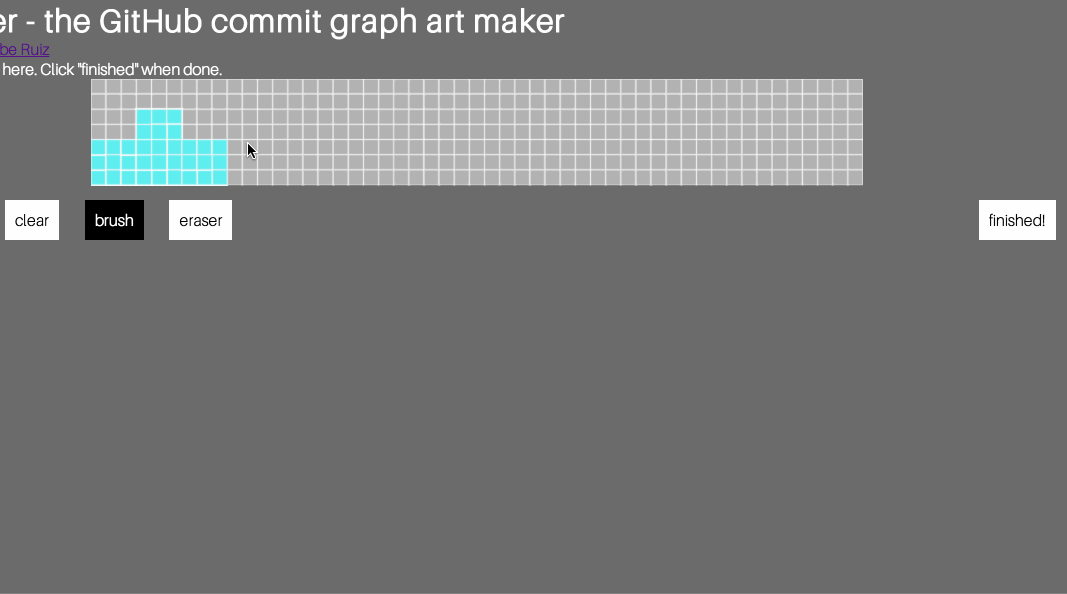 er - the GitHub commit graph art maker
be Ruiz
here. Click "finished" when done.
clear
brush
eraser
finished!